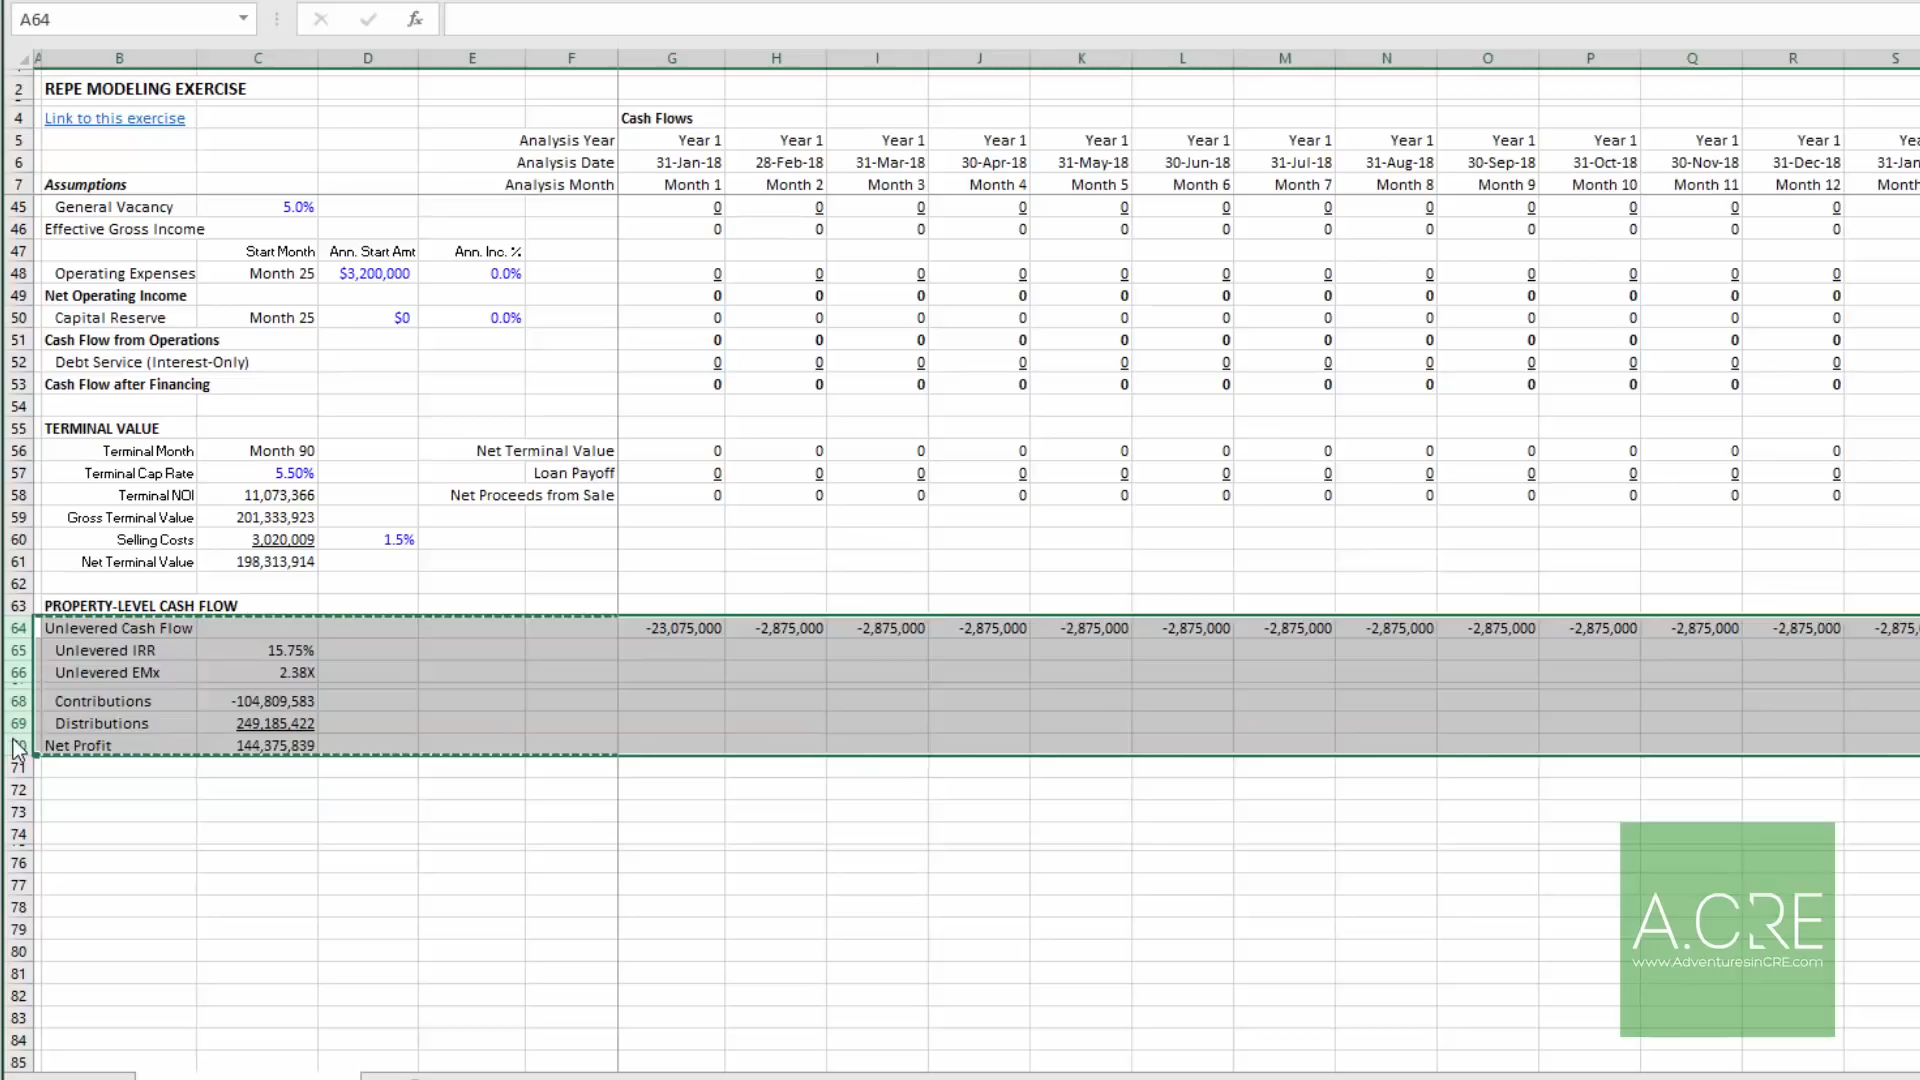 A64 fx
A B C D E F G H I J K L M N O P Q R S
2 REPE MODELING EXERCISE
4 Link to this exercise Cash Flows
5 Analysis Year Year 1 Year 1 Year 1 Year 1 Year 1 Year 1 Year 1 Year 1 Year 1 Year 1 Year 1 Year 1 Yea
6 Analysis Date 31-Jan-18 28-Feb-18 31-Mar-18 30-Apr-18 31-May-18 30-Jun-18 31-Jul-18 31-Aug-18 30-Sep-18 31-Oct-18 30-Nov-18 31-Dec-18 31-Jan
7 Assumptions Analysis Month Month 1 Month 2 Month 3 Month 4 Month 5 Month 6 Month 7 Month 8 Month 9 Month 10 Month 11 Month 12 Month
45 General Vacancy 5.0% 0 0 0 0 0 0 0 0 0 0 0 0
46 Effective Gross Income 0 0 0 0 0 0 0 0 0 0 0 0
47 Start Month Ann. Start Amt Ann. Inc. %
48 Operating Expenses Month 25 $3,200,000 0.0% 0 0 0 0 0 0 0 0 0 0 0 0
49 Net Operating Income 0 0 0 0 0 0 0 0 0 0 0 0
50 Capital Reserve Month 25 $0 0.0% 0 0 0 0 0 0 0 0 0 0 0 0
51 Cash Flow from Operations 0 0 0 0 0 0 0 0 0 0 0 0
52 Debt Service (Interest-Only) 0 0 0 0 0 0 0 0 0 0 0 0
53 Cash Flow after Financing 0 0 0 0 0 0 0 0 0 0 0 0
54
55 TERMINAL VALUE
56 Terminal Month Month 90 Net Terminal Value 0 0 0 0 0 0 0 0 0 0 0 0
57 Terminal Cap Rate 5.50% Loan Payoff 0 0 0 0 0 0 0 0 0 0 0 0
58 Terminal NOI 11,073,366 Net Proceeds from Sale 0 0 0 0 0 0 0 0 0 0 0 0
59 Gross Terminal Value 201,333,923
60 Selling Costs 3,020,009 1.5%
61 Net Terminal Value 198,313,914
62
63 PROPERTY-LEVEL CASH FLOW
64 Unlevered Cash Flow -23,075,000 -2,875,000 -2,875,000 -2,875,000 -2,875,000 -2,875,000 -2,875,000 -2,875,000 -2,875,000 -2,875,000 -2,875,000 -2,875,000 -2,875,
65 Unlevered IRR 15.75%
66 Unlevered EMx 2.38X
68 Contributions -104,809,583
69 Distributions 249,185,422
Net Profit 144,375,839
71
72
73
74
76
77
78
79
80
81
82
83
84
85
A.CRE
www.AdventuresinCRE.com